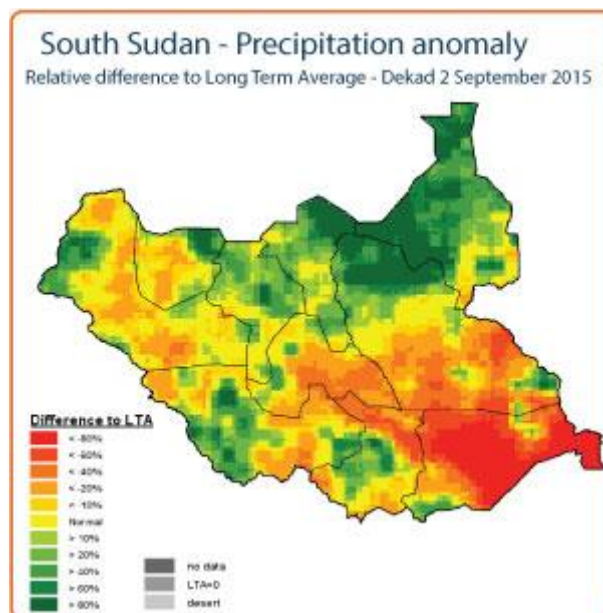 South Sudan - Precipitation anomaly
Relative difference to Long Term Average - Dekad 2 September 2015
Difference to LTA
< -80%
< -60%
< -40%
< -20%
< -10%
Normal
> 10%
> 20%
> 40%
> 60%
> 80%
no data
LTA=0
desert